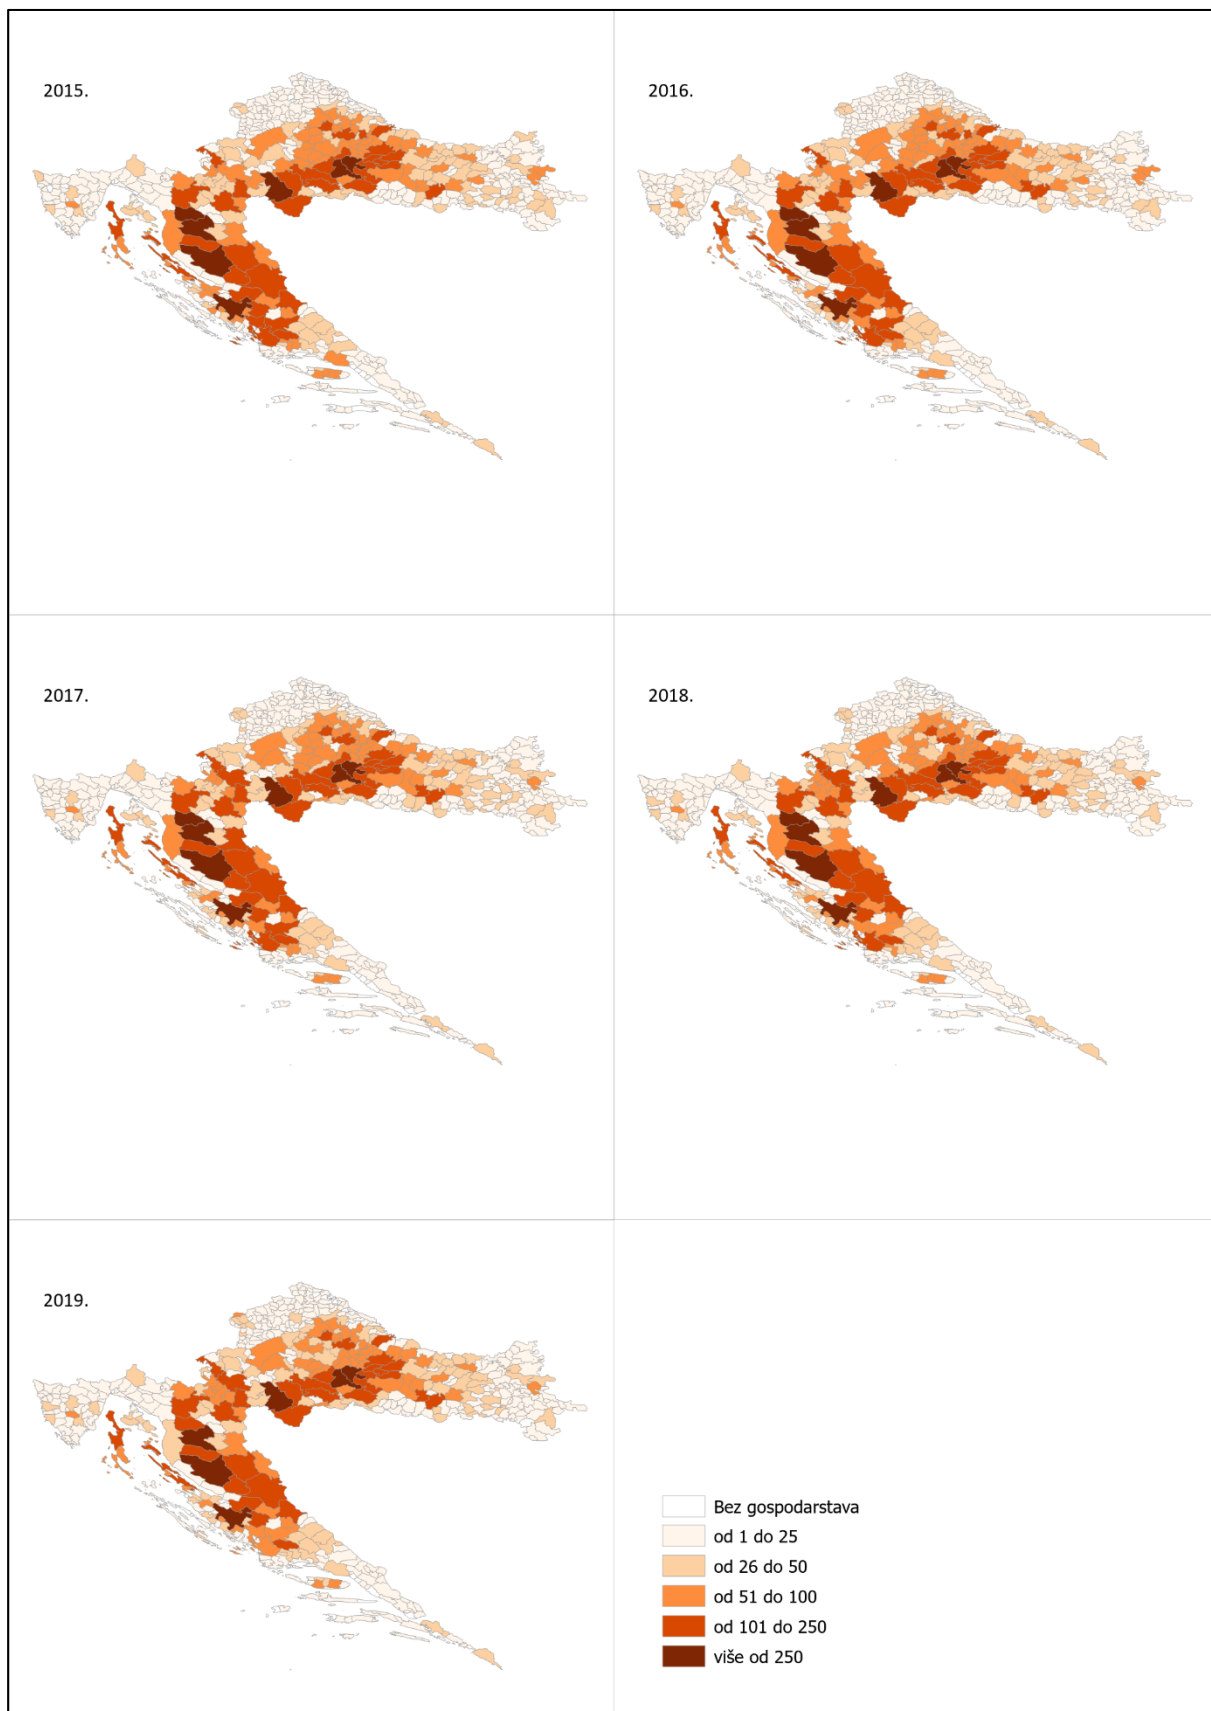 2015.
2016.
2017.
2018.
2019.
Bez gospodarstava
od 1 do 25
od 26 do 50
od 51 do 100
od 101 do 250
više od 250